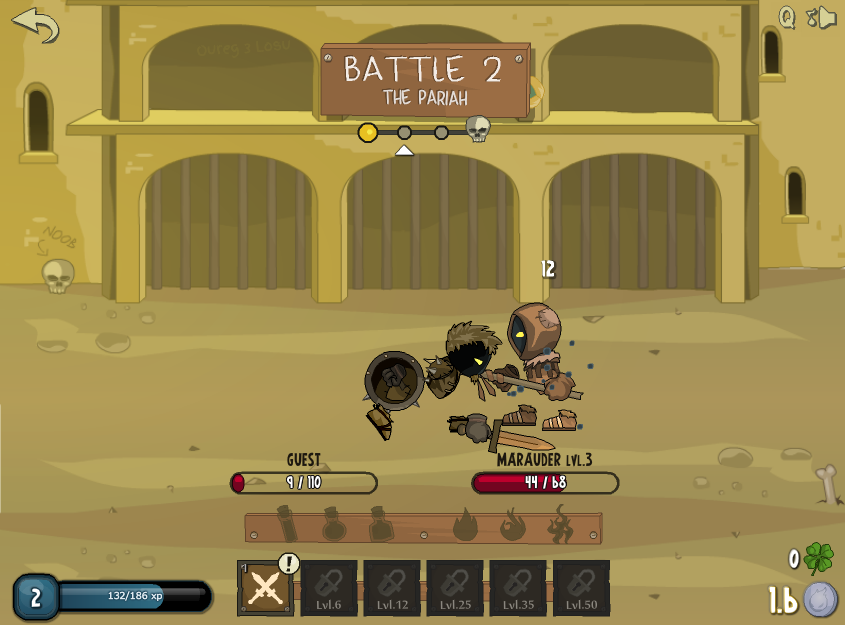 Q
BATTLE 2
THE PARIAH
NOOB
12
GUEST
MARAUDER LVL.3
9 / 110
44 / 68
!
2
132/186 xp
Lvl.6
Lvl.12
Lvl.25
Lvl.35
Lvl.50
0
1.6